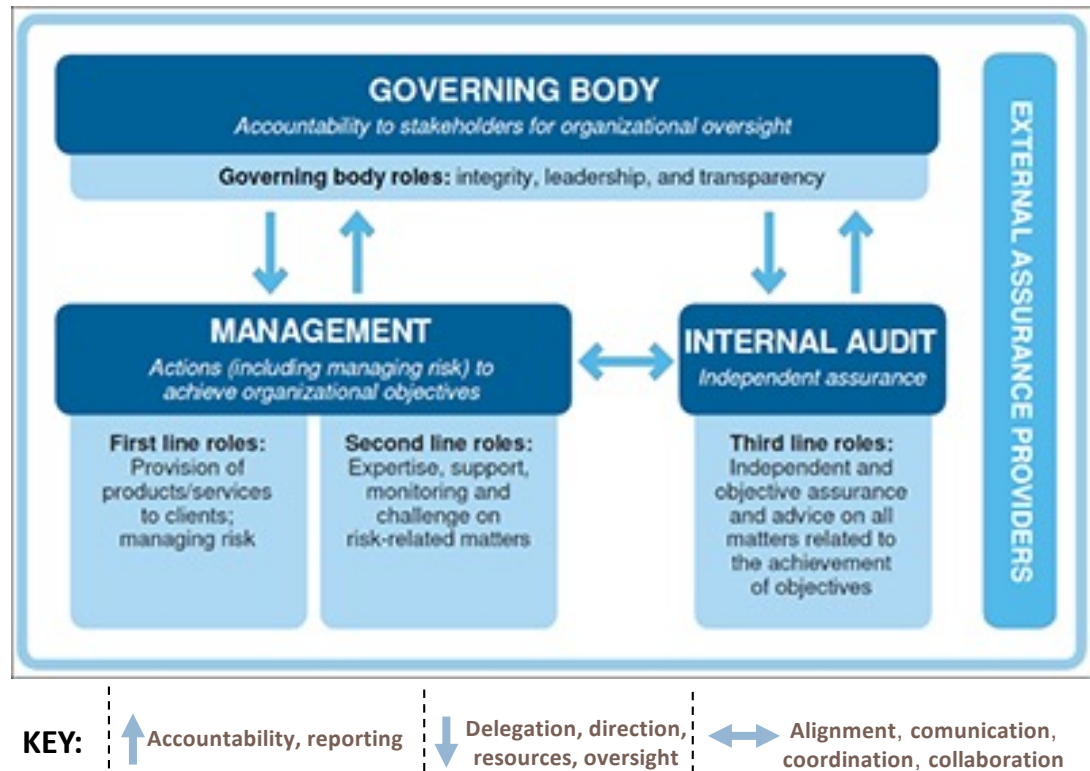 GOVERNING BODY
Accountability to stakeholders for organizational oversight
Governing body roles: integrity, leadership, and transparency
MANAGEMENT
Actions (including managing risk) to
achieve organizational objectives
INTERNAL AUDIT
Independent assurance
First line roles:
Provision of
products/services
to clients;
managing risk
Second line roles:
Expertise, support,
monitoring and
challenge on
risk-related matters
Third line roles:
Independent and
objective assurance
and advice on all
matters related to
the achievement
of objectives
EXTERNAL ASSURANCE PROVIDERS
KEY:
Accountability, reporting
Delegation, direction,
resources, oversight
Alignment, comunication,
coordination, collaboration